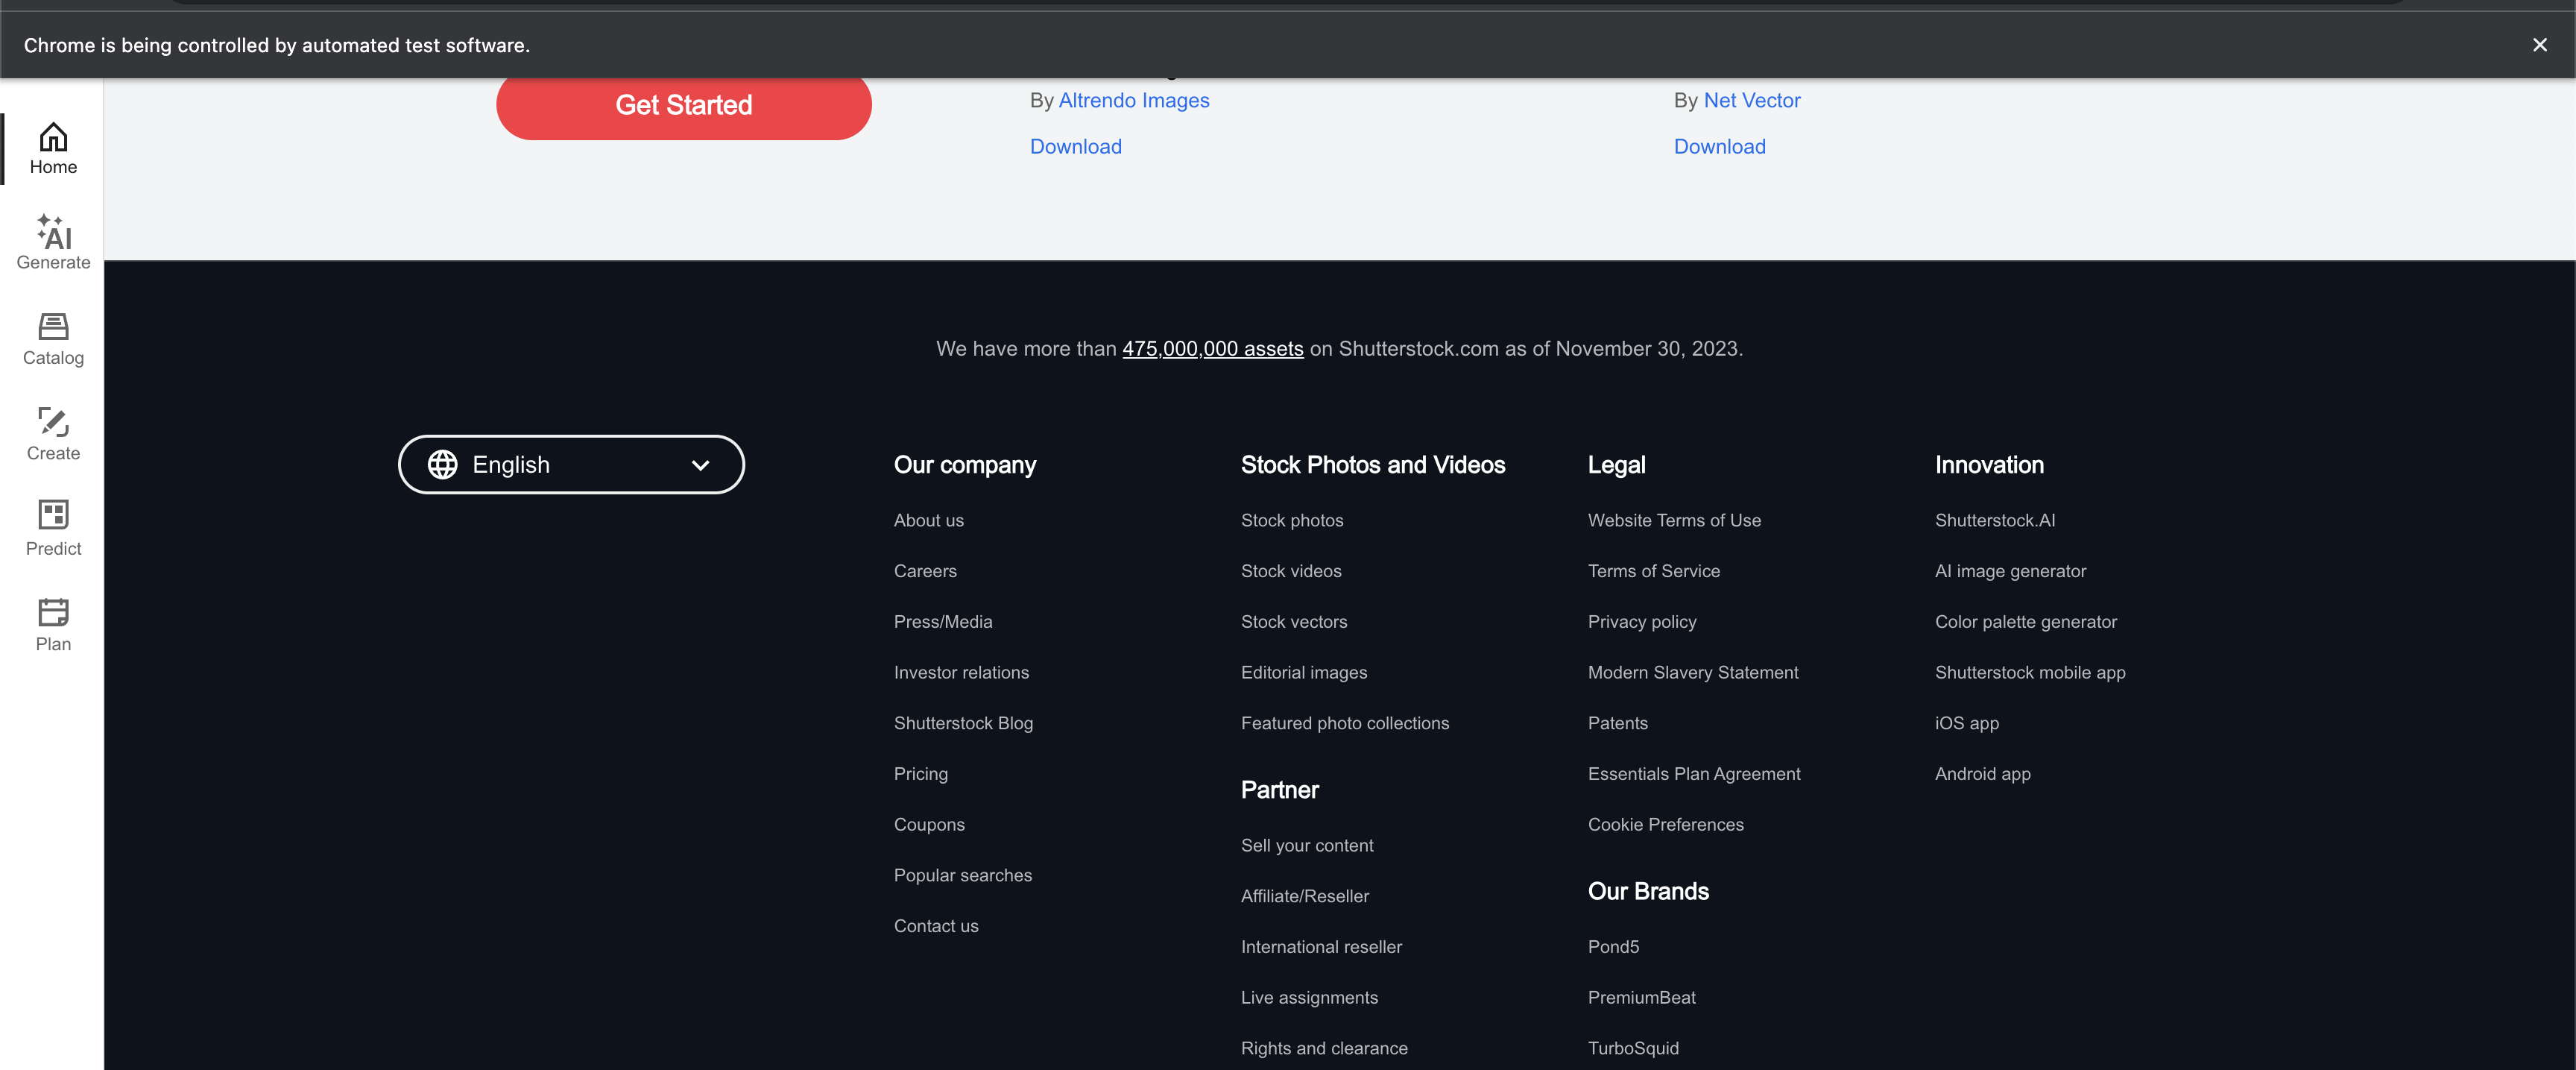 Chrome is being controlled by automated test software.
Home
AI
Generate
Catalog
Create
Predict
Plan
Get Started
By Altrendo Images
Download
By Net Vector
Download
We have more than 475,000,000 assets on Shutterstock.com as of November 30, 2023.
English
Our company
About us
Careers
Press/Media
Investor relations
Shutterstock Blog
Pricing
Coupons
Popular searches
Contact us
Stock Photos and Videos
Stock photos
Stock videos
Stock vectors
Editorial images
Featured photo collections
Partner
Sell your content
Affiliate/Reseller
International reseller
Live assignments
Rights and clearance
Legal
Website Terms of Use
Terms of Service
Privacy policy
Modern Slavery Statement
Patents
Essentials Plan Agreement
Cookie Preferences
Our Brands
Pond5
PremiumBeat
TurboSquid
Innovation
Shutterstock.AI
AI image generator
Color palette generator
Shutterstock mobile app
iOS app
Android app